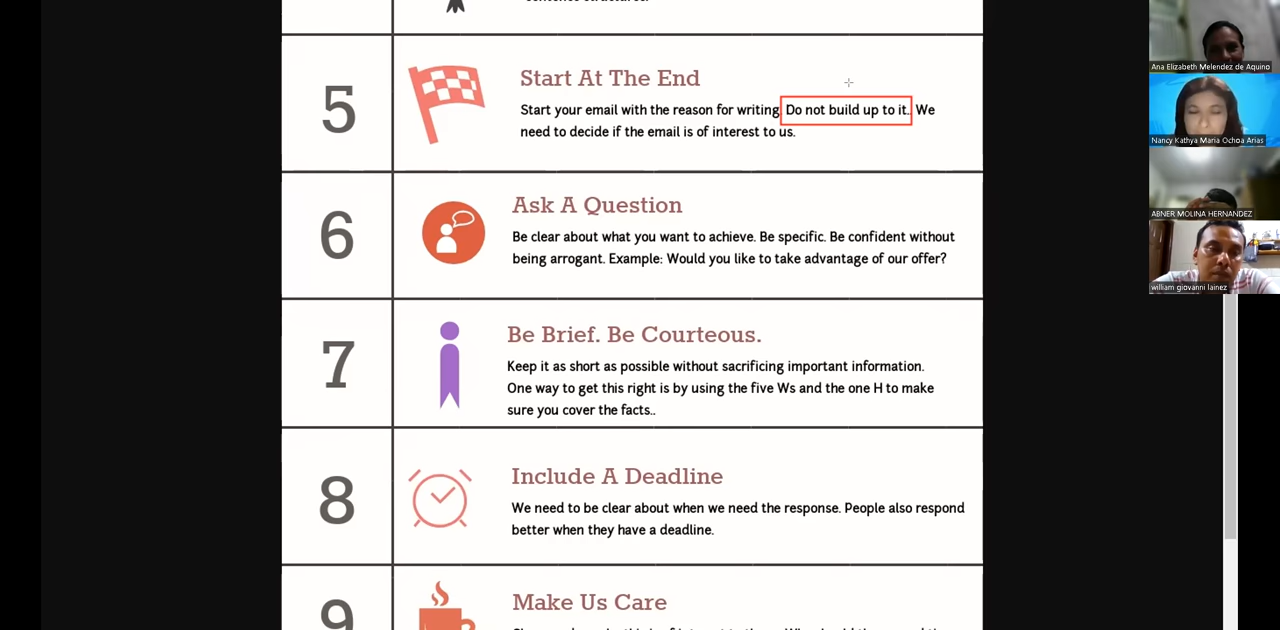 sentence structures.
5
Start At The End
Start your email with the reason for writing. Do not build up to it.. We
need to decide if the email is of interest to us.
6
Ask A Question
Be clear about what you want to achieve. Be specific. Be confident without
being arrogant. Example: Would you like to take advantage of our offer?
7
Be Brief. Be Courteous.
Keep it as short as possible without sacrificing important information.
One way to get this right is by using the five Ws and the one H to make
sure you cover the facts..
8
Include A Deadline
We need to be clear about when we need the response. People also respond
better when they have a deadline.
9
Make Us Care
Ana Elizabeth Melendez de Aquino
Nancy Kathya Maria Ochoa Arias
ABNER MOLINA HERNANDEZ
william giovanni lainez